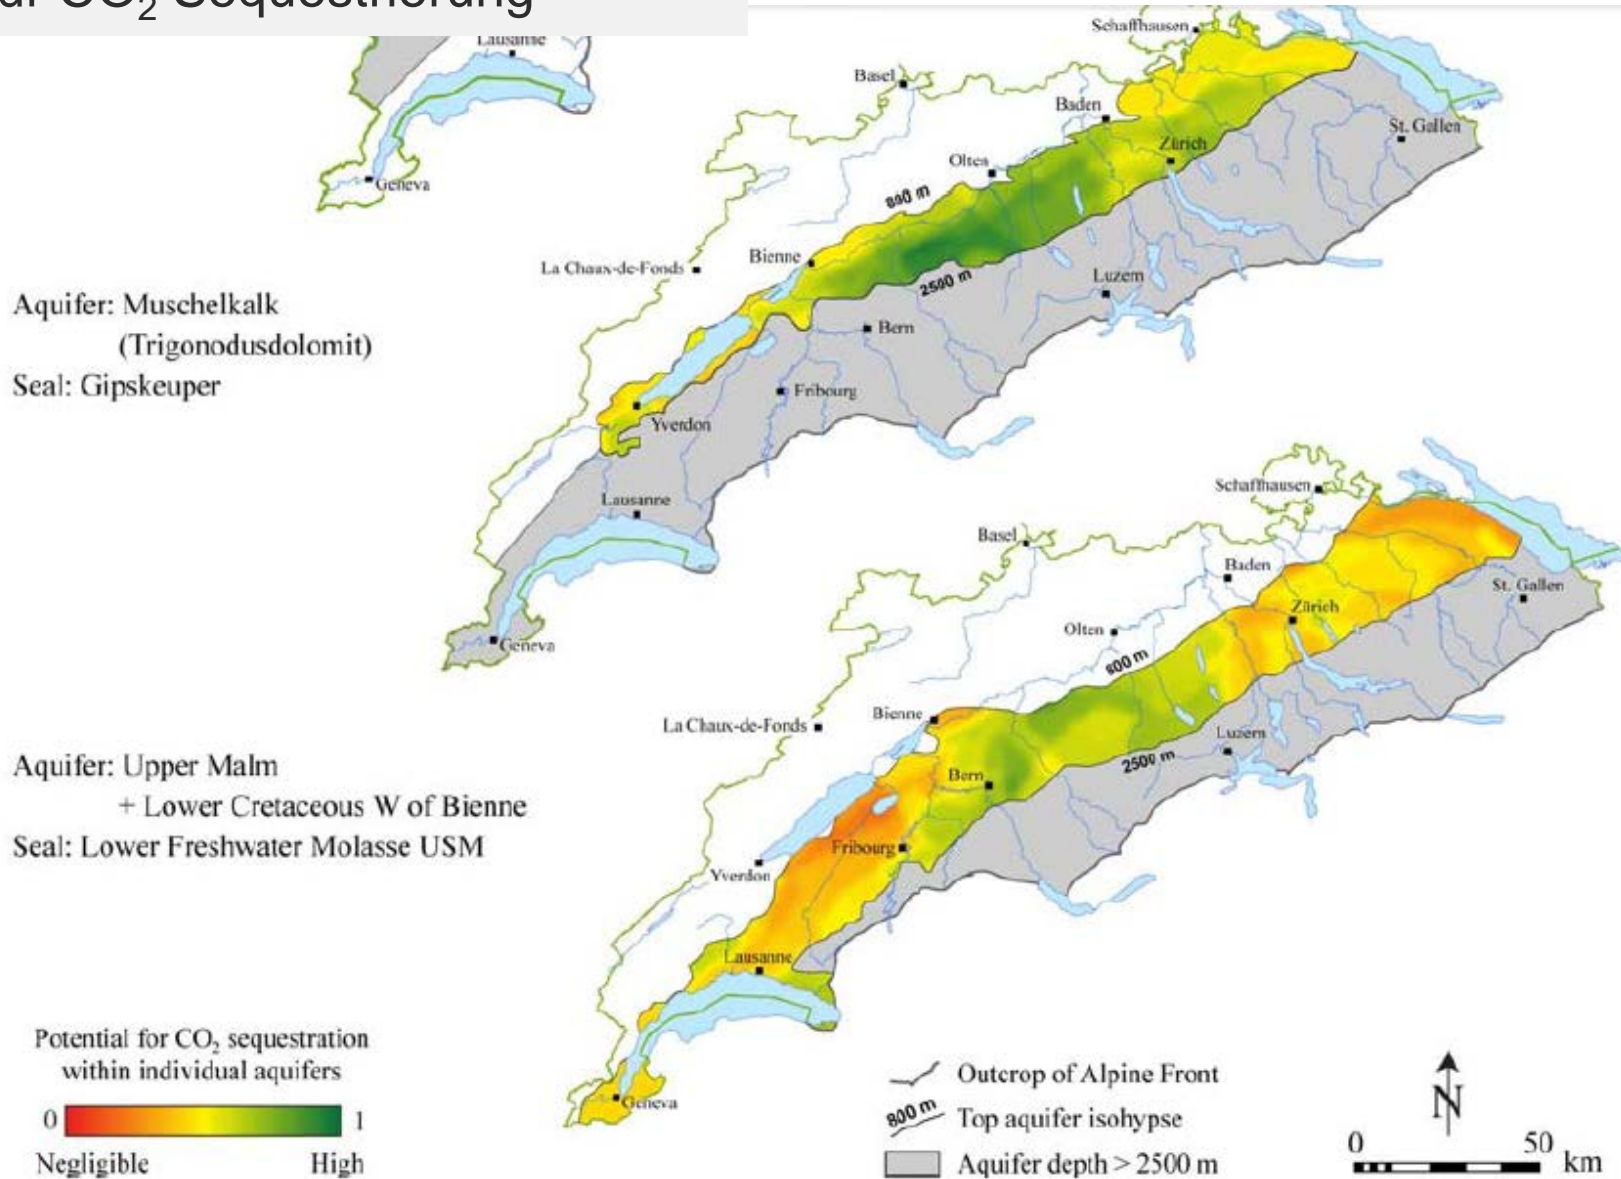 ur CO₂ Sequestrierung
Lausanne
Geneva
Schaffhausen
Basel
Baden
St. Gallen
Zürich
Olten
800 m
Bienne
La Chaux-de-Fonds
2500 m
Luzern
Bern
Fribourg
Yverdon
Lausanne
Geneva
Aquifer: Muschelkalk
(Trigonodusdolomit)
Seal: Gipskeuper
Schaffhausen
Basel
Baden
St. Gallen
Zürich
Olten
800 m
Bienne
La Chaux-de-Fonds
Luzern
2500 m
Bern
Fribourg
Yverdon
Lausanne
Geneva
Aquifer: Upper Malm
+ Lower Cretaceous W of Bienne
Seal: Lower Freshwater Molasse USM
Potential for CO₂ sequestration
within individual aquifers
0 1
Negligible High
Outcrop of Alpine Front
800 m Top aquifer isohypse
Aquifer depth > 2500 m
N
0 50 km